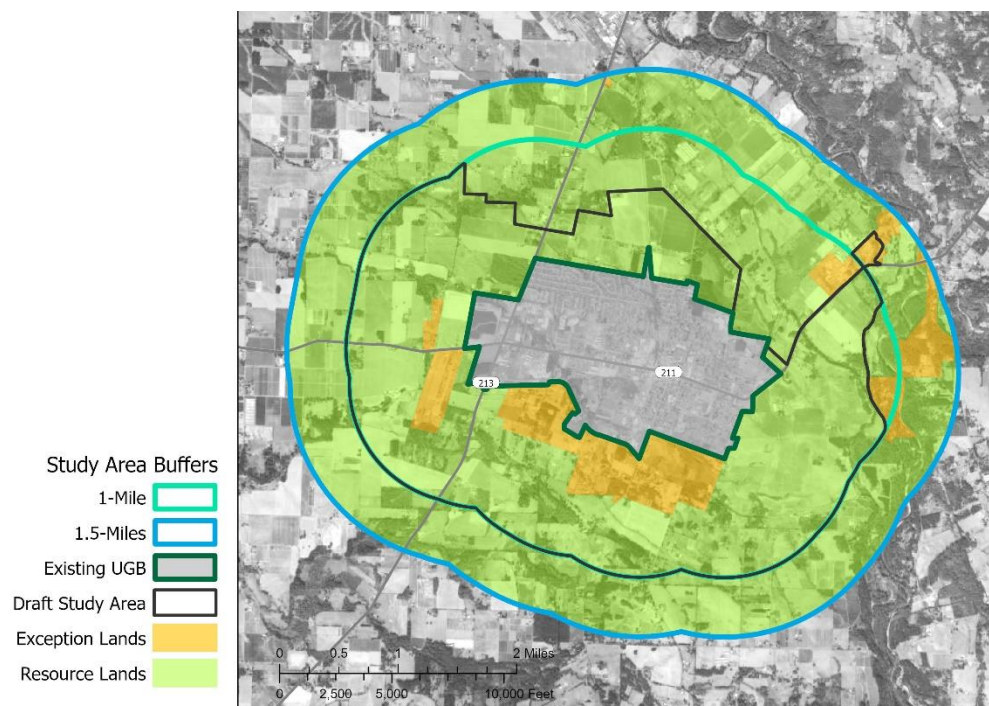 213
211
Study Area Buffers
1-Mile
1.5-Miles
Existing UGB
Draft Study Area
Exception Lands
Resource Lands
0 0.5 1 2 Miles
0 2,500 5,000 10,000 Feet